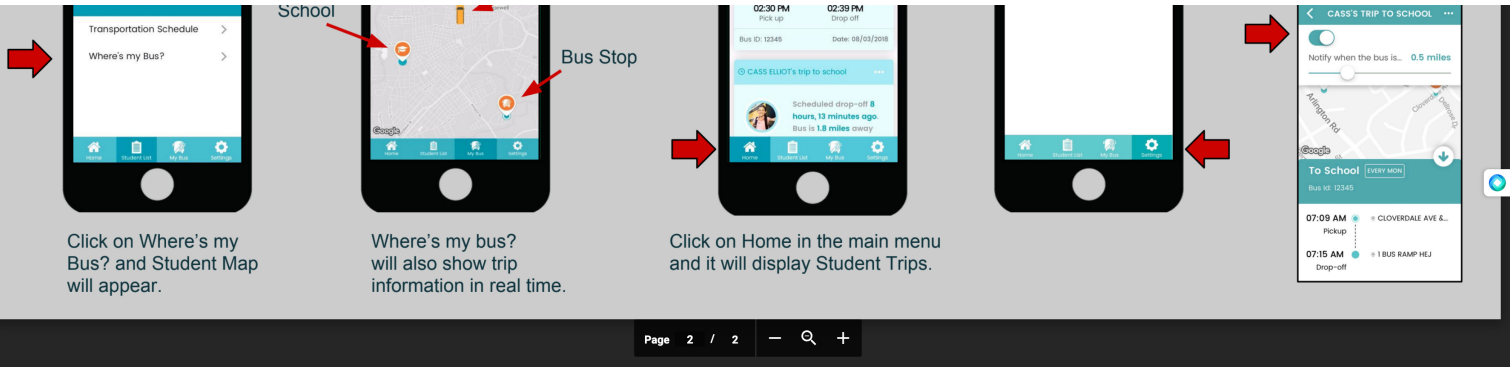 Transportation Schedule
Where's my Bus?
Home
Student List
My Bus
Settings
Click on Where's my
Bus? and Student Map
will appear.
School
Bus Stop
Google
Home
Student List
My Bus
Settings
Where's my bus?
will also show trip
information in real time.
02:30 PM
Pick up
02:39 PM
Drop off
Bus ID: 12345
Date: 08/03/2018
CASS ELLIOT's trip to school
Scheduled drop-off 8
hours, 13 minutes ago.
Bus is 1.8 miles away
Home
Student List
My Bus
Settings
Click on Home in the main menu
and it will display Student Trips.
Home
Student List
My Bus
Settings
CASS'S TRIP TO SCHOOL
Notify when the bus is... 0.5 miles
Arlington Rd
Google
To School EVERY MON
Bus Id: 12345
07:09 AM CLOVERDALE AVE &...
Pickup
07:15 AM 1 BUS RAMP HEJ
Drop-off
Page 2 / 2